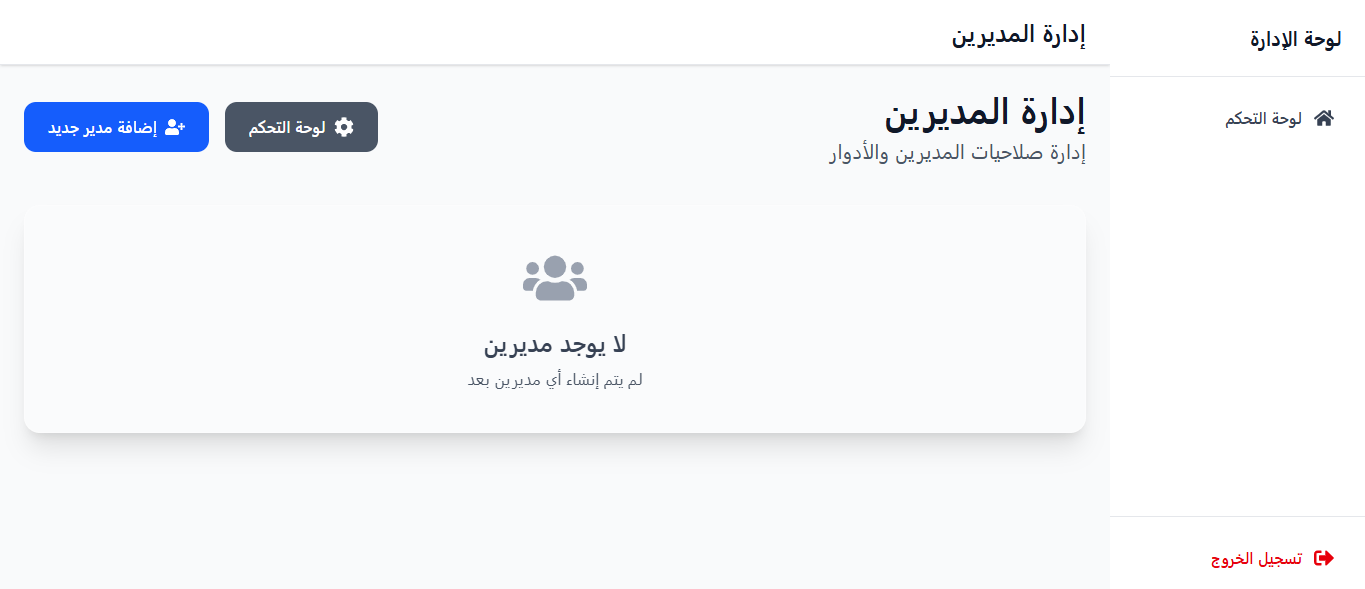 لوحة الإدارة
لوحة التحكم
تسجيل الخروج
إدارة المديرين
إدارة المديرين
إدارة صلاحيات المديرين والأدوار
لوحة التحكم
إضافة مدير جديد
لا يوجد مديرين
لم يتم إنشاء أي مديرين بعد